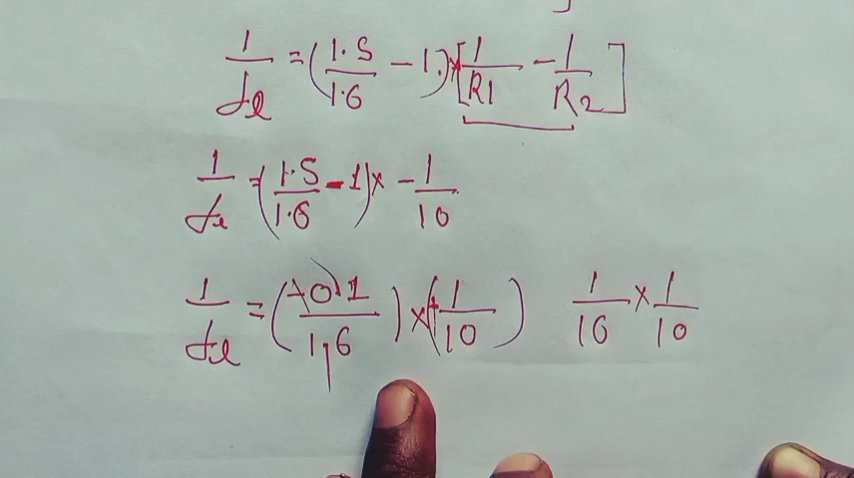 1/fl = (1.5/1.6 - 1.) × [1/R1 - 1/R2]
1/fl = (1.5/1.6 - 1) × -1/10
1/fl = (-0.1/1,6) × (+1/10) 1/16 × 1/10